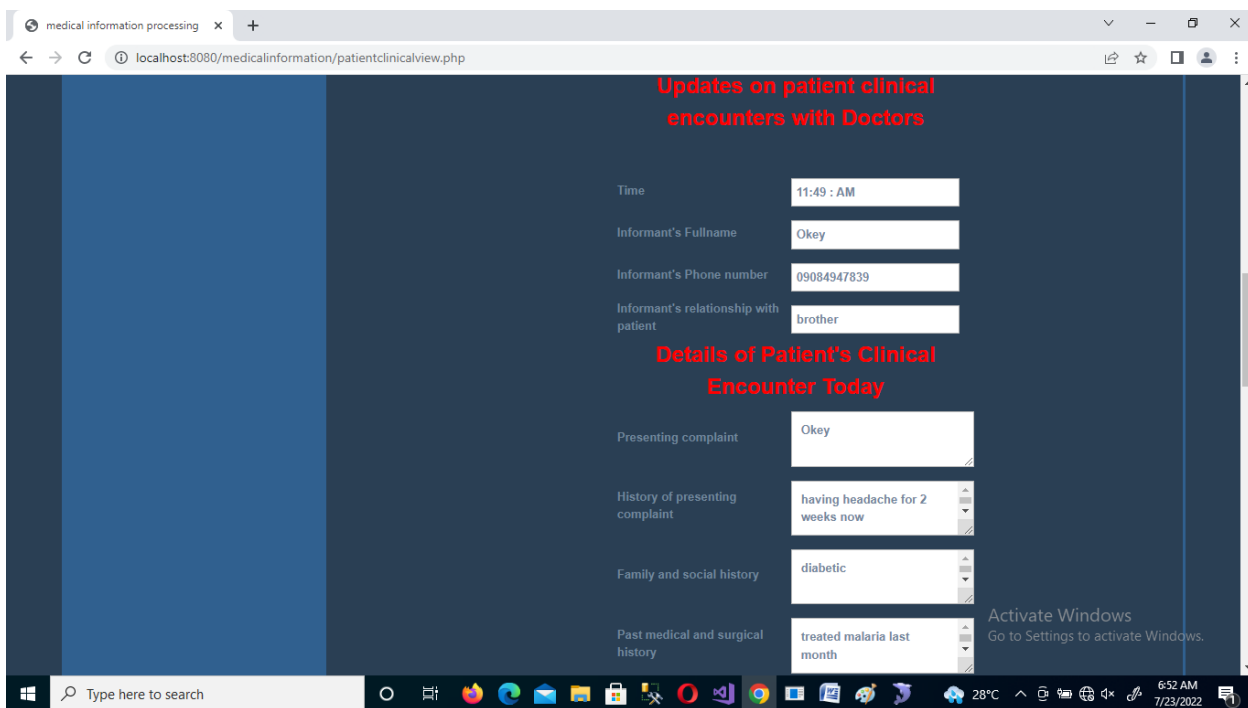 medical information processing
localhost:8080/medicalinformation/patientclinicalview.php
Updates on patient clinical
encounters with Doctors
Time
11:49 : AM
Informant's Fullname
Okey
Informant's Phone number
09084947839
Informant's relationship with
patient
brother
Details of Patient's Clinical
Encounter Today
Presenting complaint
Okey
History of presenting
complaint
having headache for 2
weeks now
Family and social history
diabetic
Past medical and surgical
history
treated malaria last
month
Activate Windows
Go to Settings to activate Windows.
Type here to search
28°C
6:52 AM
7/23/2022